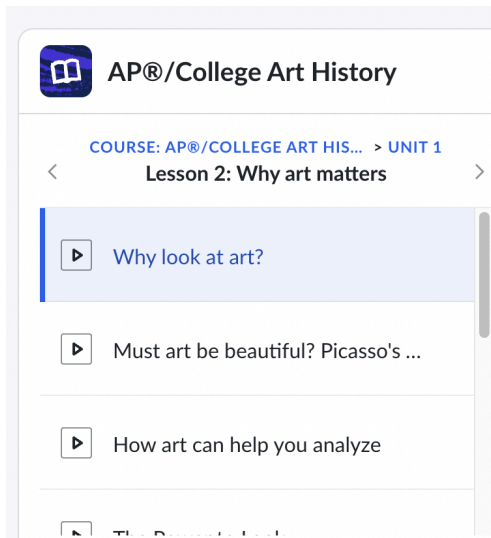 AP®/College Art History
COURSE: AP®/COLLEGE ART HIS... > UNIT 1
Lesson 2: Why art matters
Why look at art?
Must art be beautiful? Picasso's ...
How art can help you analyze